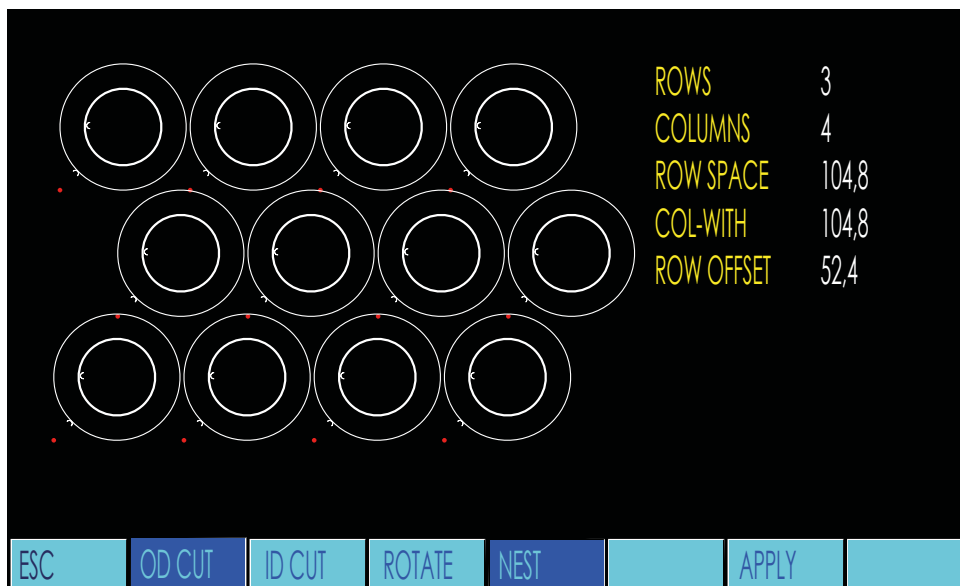 ROWS 3
COLUMNS 4
ROW SPACE 104,8
COL-WITH 104,8
ROW OFFSET 52,4
ESC OD CUT ID CUT ROTATE NEST APPLY